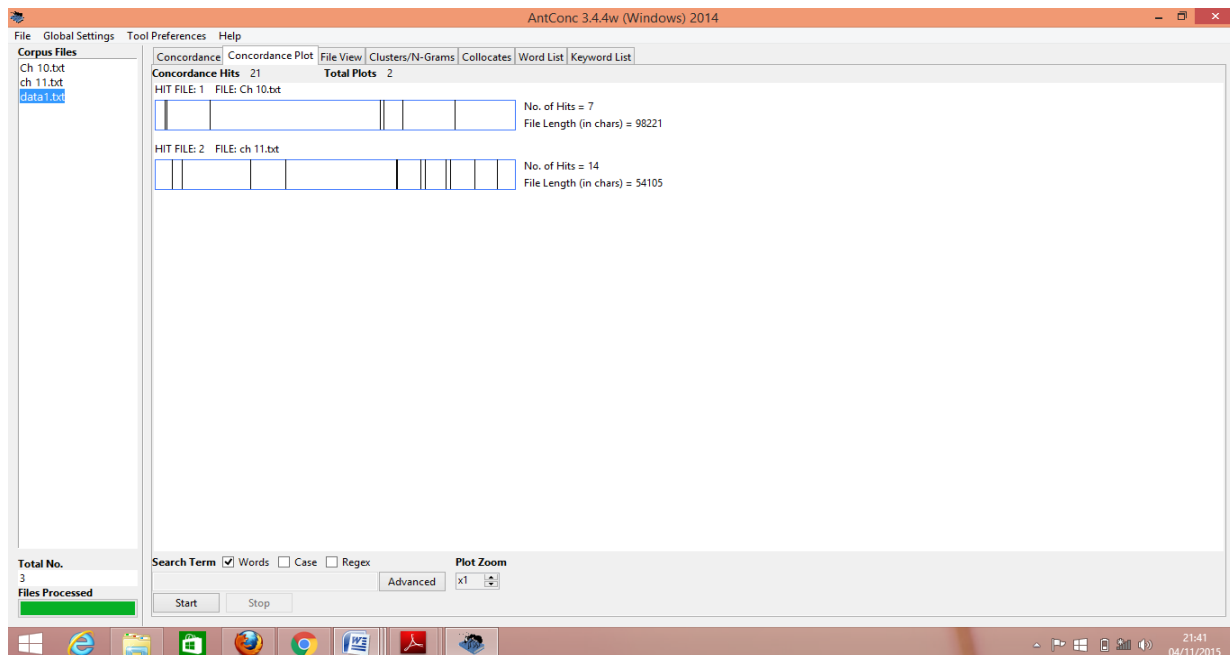 AntConc 3.4.4w (Windows) 2014
File Global Settings Tool Preferences Help
Corpus Files
Ch 10.txt
ch 11.txt
data1.txt
Concordance Concordance Plot File View Clusters/N-Grams Collocates Word List Keyword List
Concordance Hits 21 Total Plots 2
HIT FILE: 1 FILE: Ch 10.txt
No. of Hits = 7
File Length (in chars) = 98221
HIT FILE: 2 FILE: ch 11.txt
No. of Hits = 14
File Length (in chars) = 54105
Total No.
3
Files Processed
Search Term Words Case Regex Plot Zoom
Advanced x1
Start Stop
21:41
04/11/2015